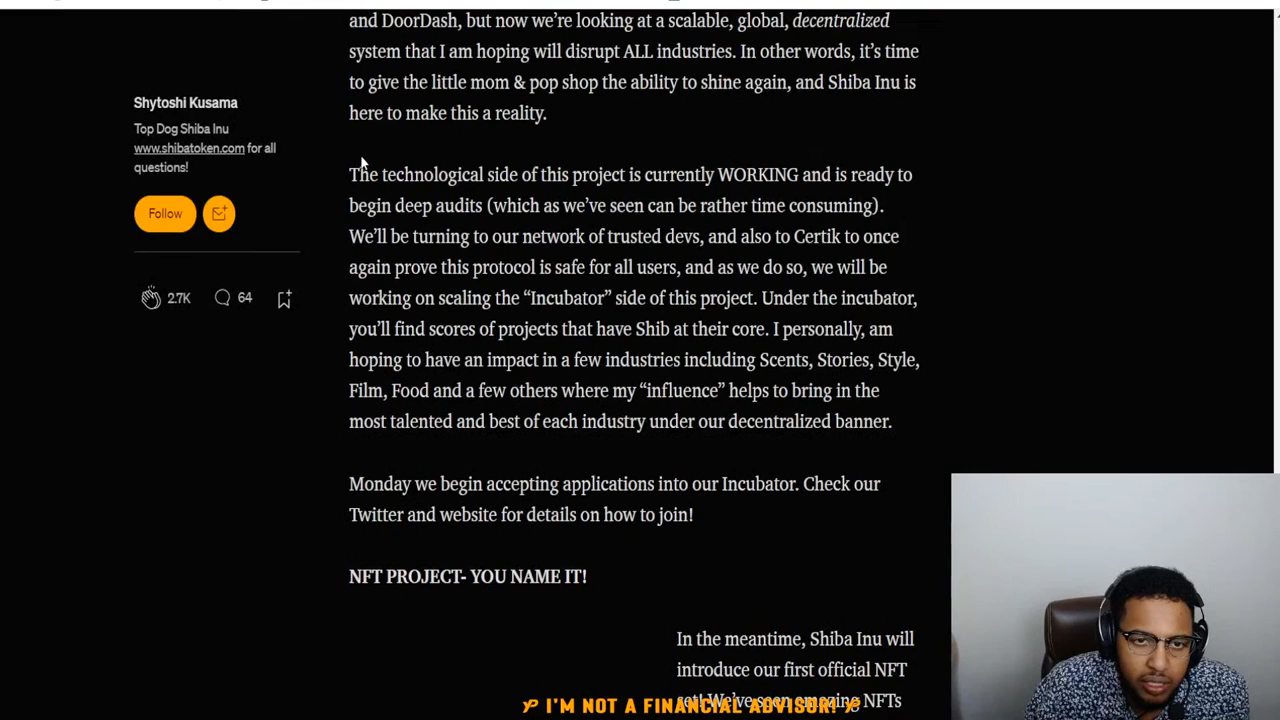 and DoorDash, but now we're looking at a scalable, global, decentralized
system that I am hoping will disrupt ALL industries. In other words, it's time
to give the little mom & pop shop the ability to shine again, and Shiba Inu is
here to make this a reality.
Shytoshi Kusama
Top Dog Shiba Inu
www.shibatoken.com for all
questions!
Follow
2.7K
64
The technological side of this project is currently WORKING and is ready to
begin deep audits (which as we've seen can be rather time consuming).
We'll be turning to our network of trusted devs, and also to Certik to once
again prove this protocol is safe for all users, and as we do so, we will be
working on scaling the “Incubator” side of this project. Under the incubator,
you'll find scores of projects that have Shib at their core. I personally, am
hoping to have an impact in a few industries including Scents, Stories, Style,
Film, Food and a few others where my “influence” helps to bring in the
most talented and best of each industry under our decentralized banner.
Monday we begin accepting applications into our Incubator. Check our
Twitter and website for details on how to join!
NFT PROJECT- YOU NAME IT!
In the meantime, Shiba Inu will
introduce our first official NFT
set! We've seen amazing NFTs
I'M NOT A FINANCIAL ADVISOR!